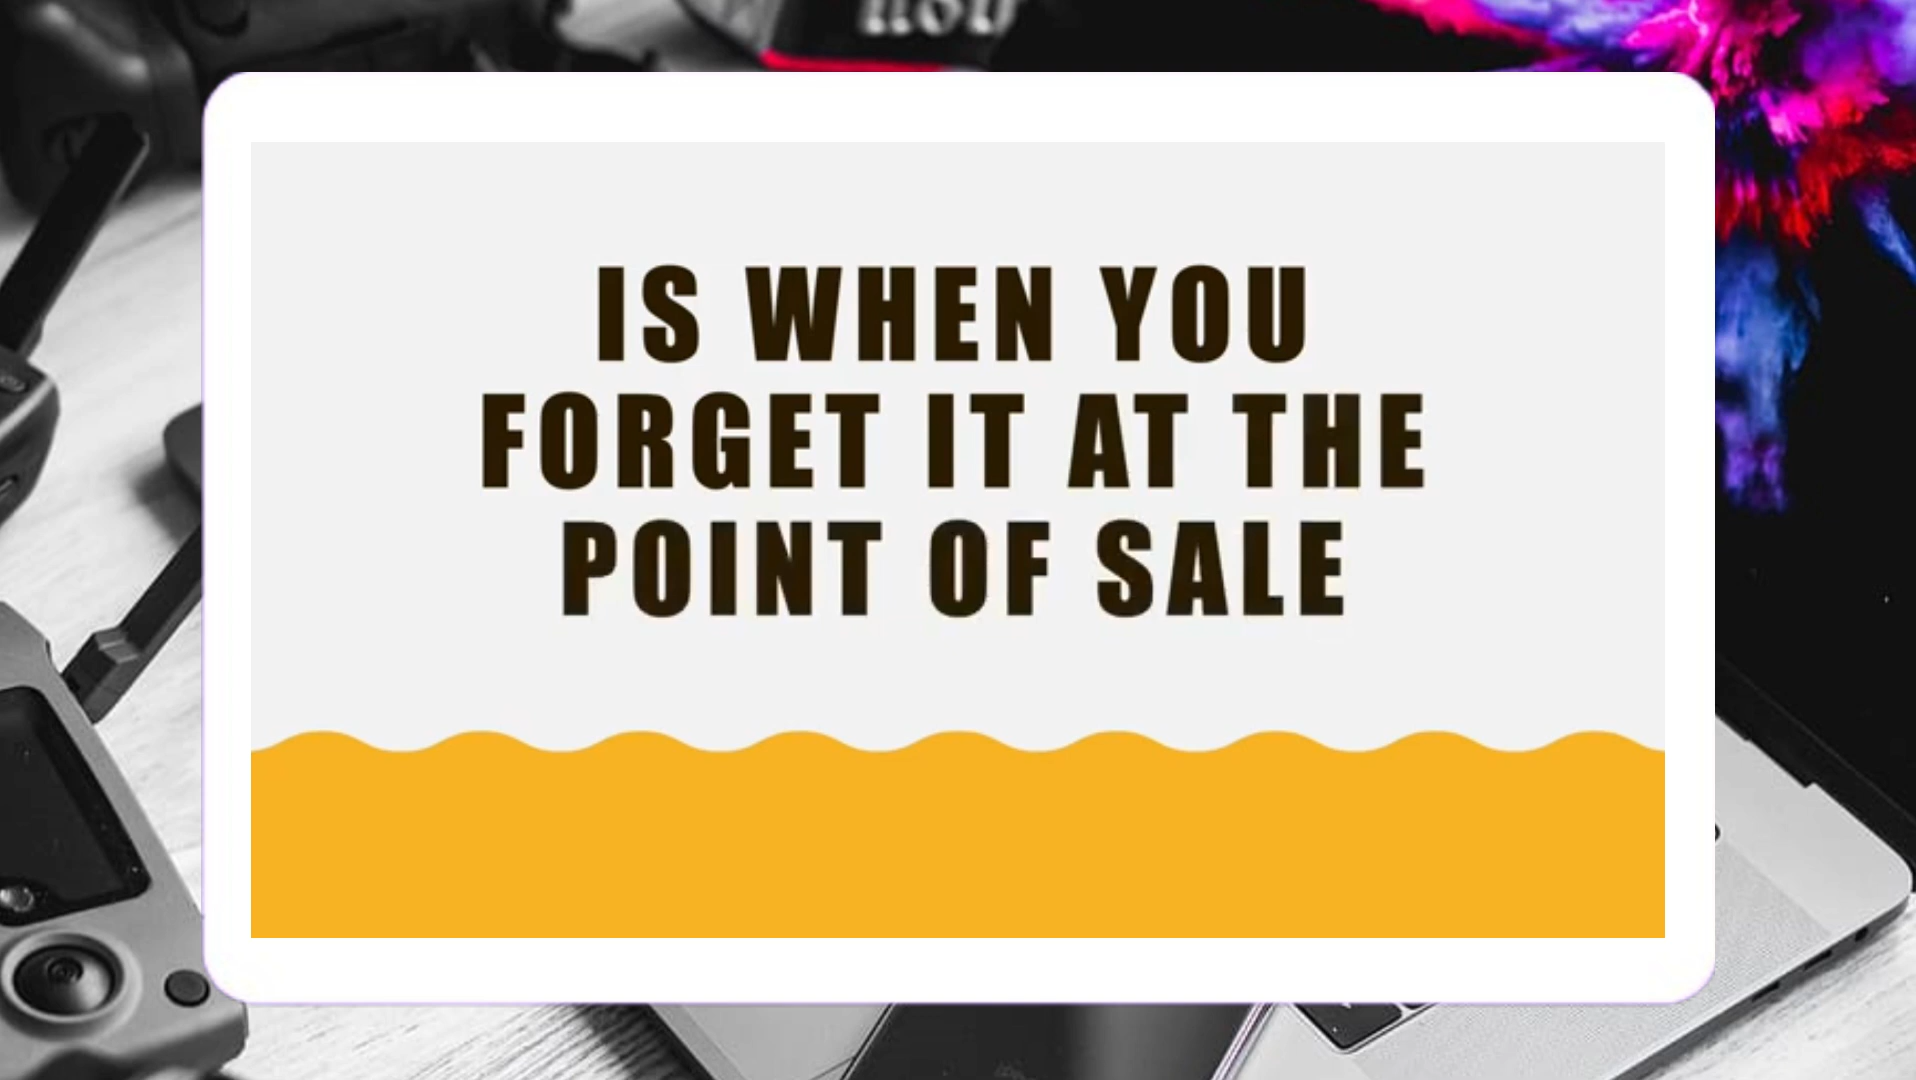 IS WHEN YOU
FORGET IT AT THE
POINT OF SALE